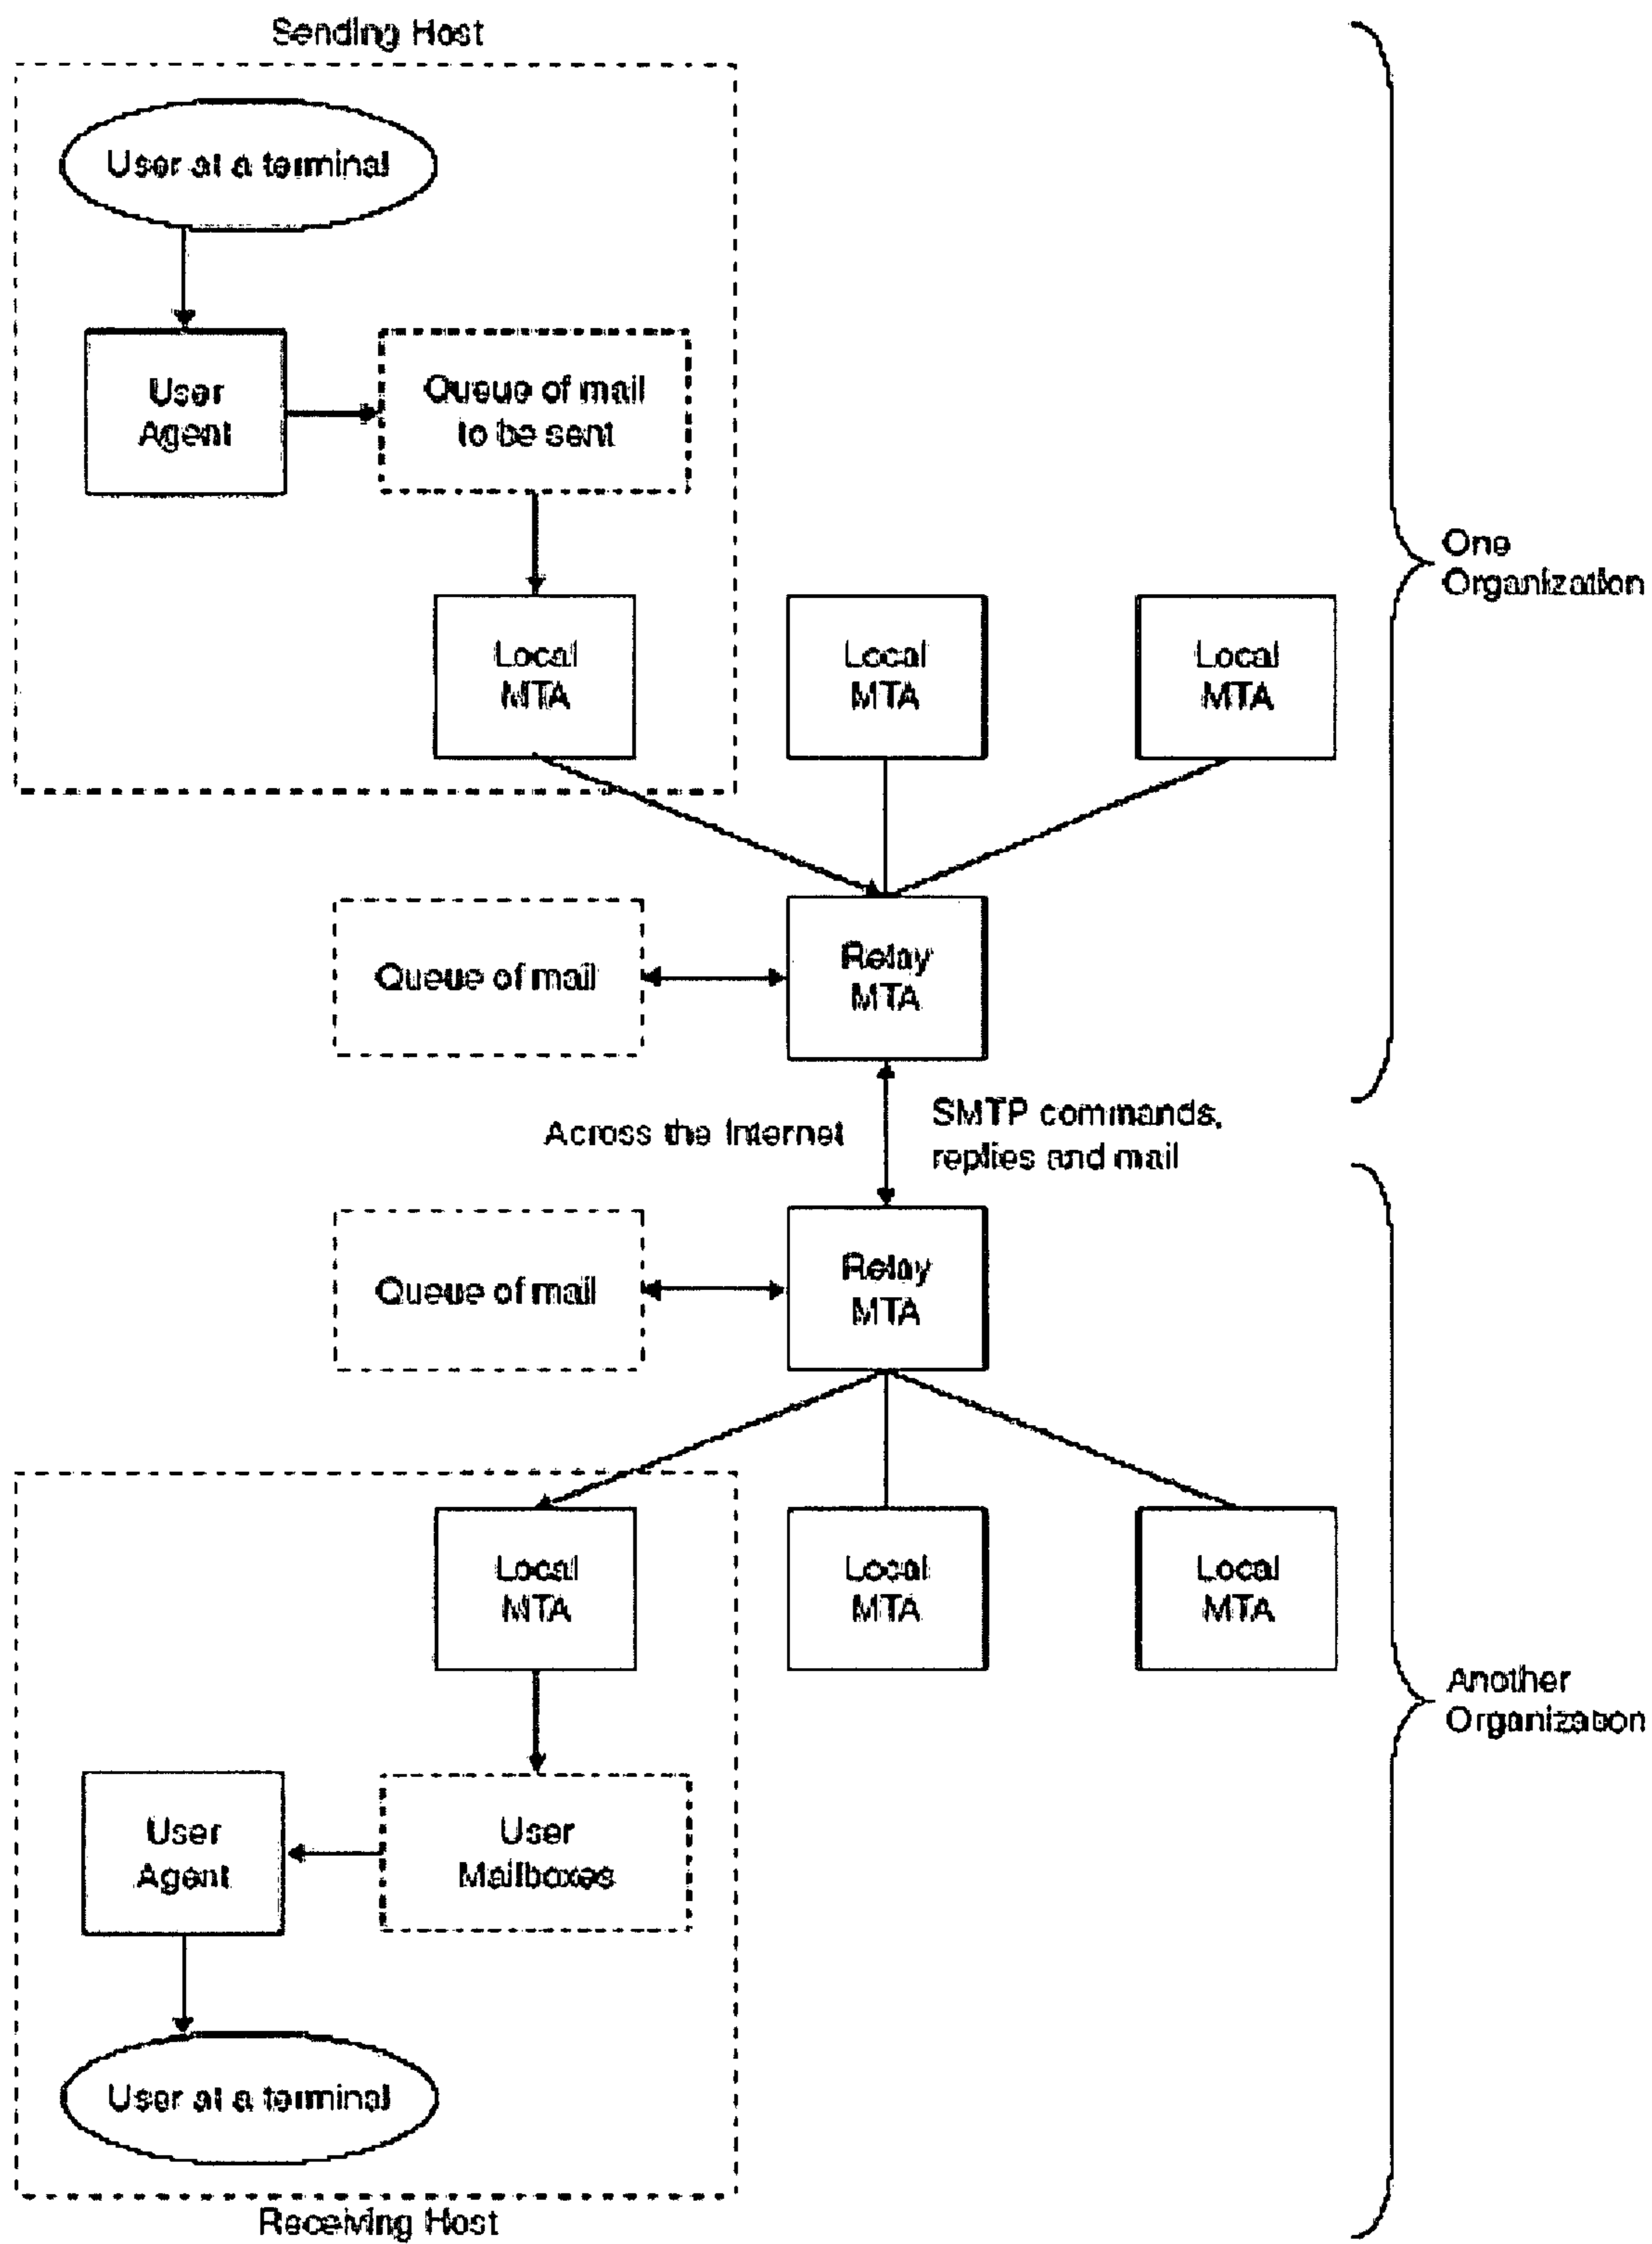 Sending Host
User at a terminal
User
Agent
Queue of mail
to be sent
Local
MTA
Local
MTA
Local
MTA
One
Organization
Queue of mail
Relay
MTA
Across the Internet
SMTP commands,
replies and mail
Queue of mail
Relay
MTA
Local
MTA
Local
MTA
Local
MTA
Another
Organization
User
Agent
User
Mailboxes
User at a terminal
Receiving Host